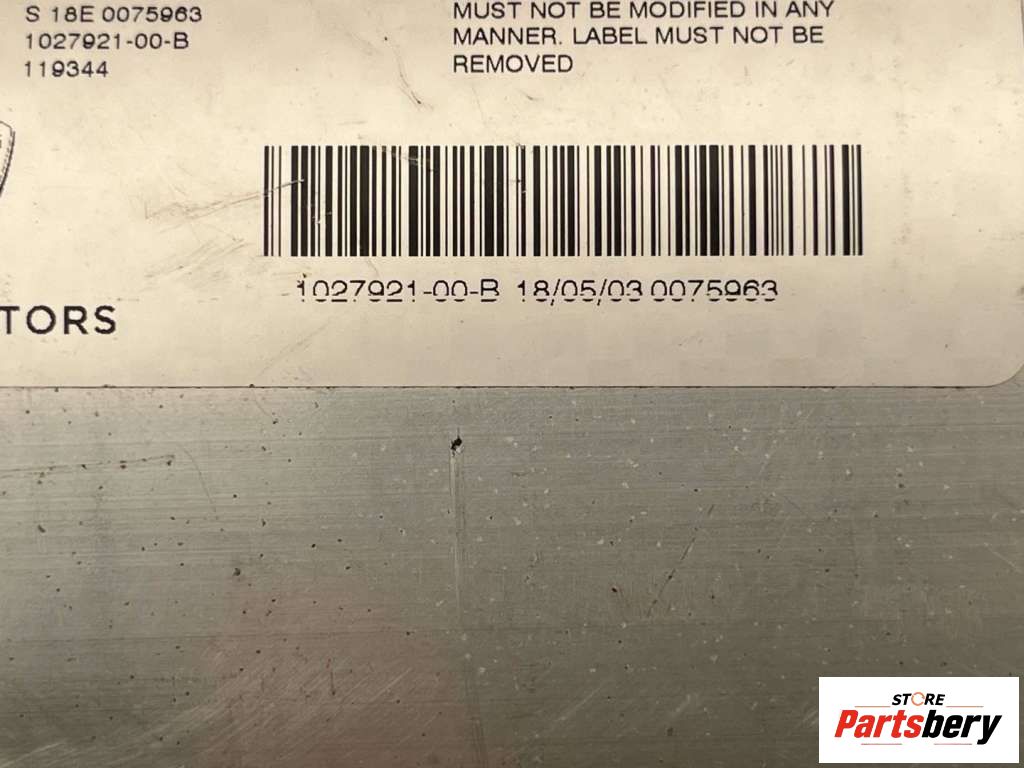 S 18E 0075963
1027921-00-B
119344
MUST NOT BE MODIFIED IN ANY
MANNER. LABEL MUST NOT BE
REMOVED
1027921-00-B 18/05/03 0075963
TORS
STORE
Partsbery